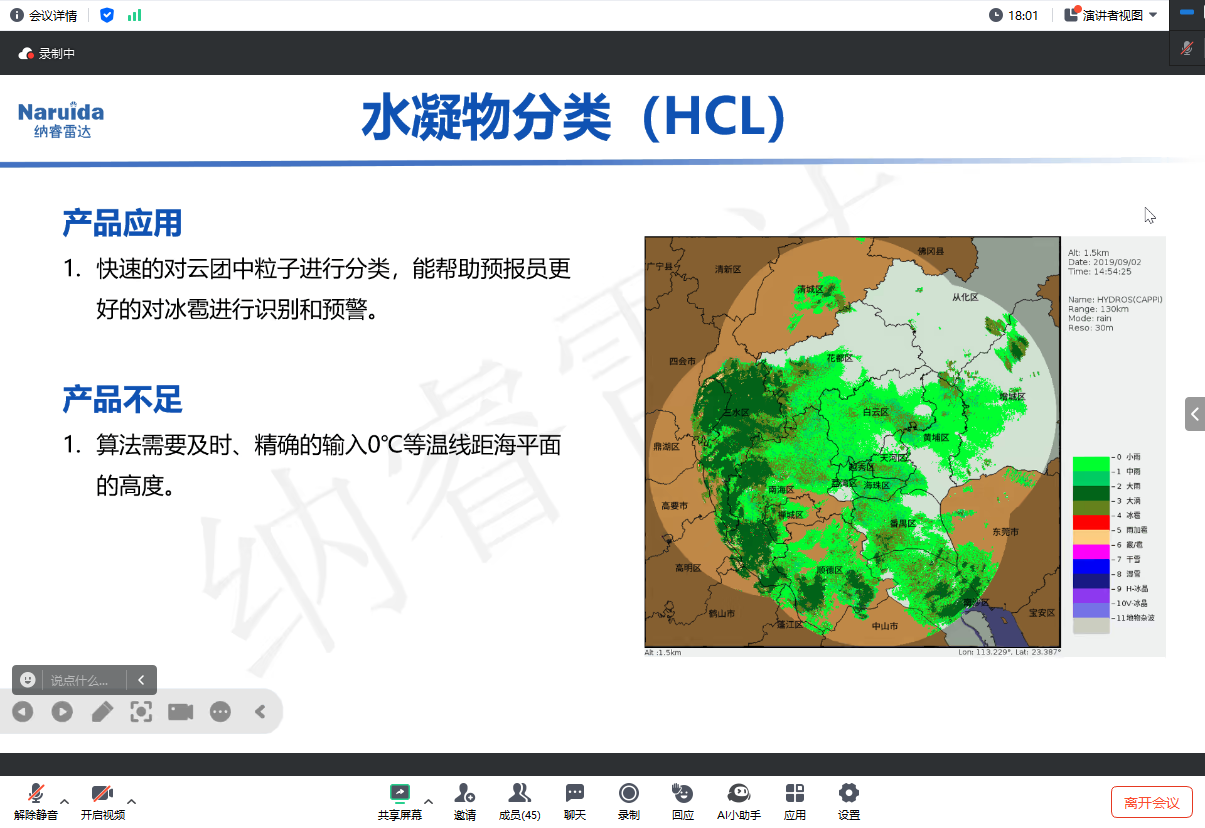 会议详情
18:01
演讲者视图
录制中
Naruida
纳睿雷达
水凝物分类（HCL）
产品应用
1. 快速的对云团中粒子进行分类，能帮助预报员更
好的对冰雹进行识别和预警。
产品不足
1. 算法需要及时、精确的输入0℃等温线距海平面
的高度。
纳睿雷达
佛冈县
广宁县
清新区
清城区
从化区
四会市
花都区
增城区
三水区
白云区
黄埔区
鼎湖区
天河区
越秀区
荔湾区
海珠区
南海区
高要市
禅城区
番禺区
东莞市
高明区
顺德区
南沙区
鹤山市
蓬江区
中山市
宝安区
Alt: 1.5km
Date: 2019/09/02
Time: 14:54:25
Name: HYDROS(CAPPI)
Range: 130km
Mode: rain
Reso: 30m
0 小雨
1 中雨
2 大雨
3 大滴
4 冰雹
5 雨加雹
6 霰/雹
7 干雪
8 湿雪
9 H-冰晶
10V-冰晶
11地物杂波
Alt :1.5km
Lon: 113.229°, Lat: 23.387°
说点什么...
解除静音
开启视频
共享屏幕
邀请
成员(45)
聊天
录制
回应
AI小助手
应用
设置
离开会议